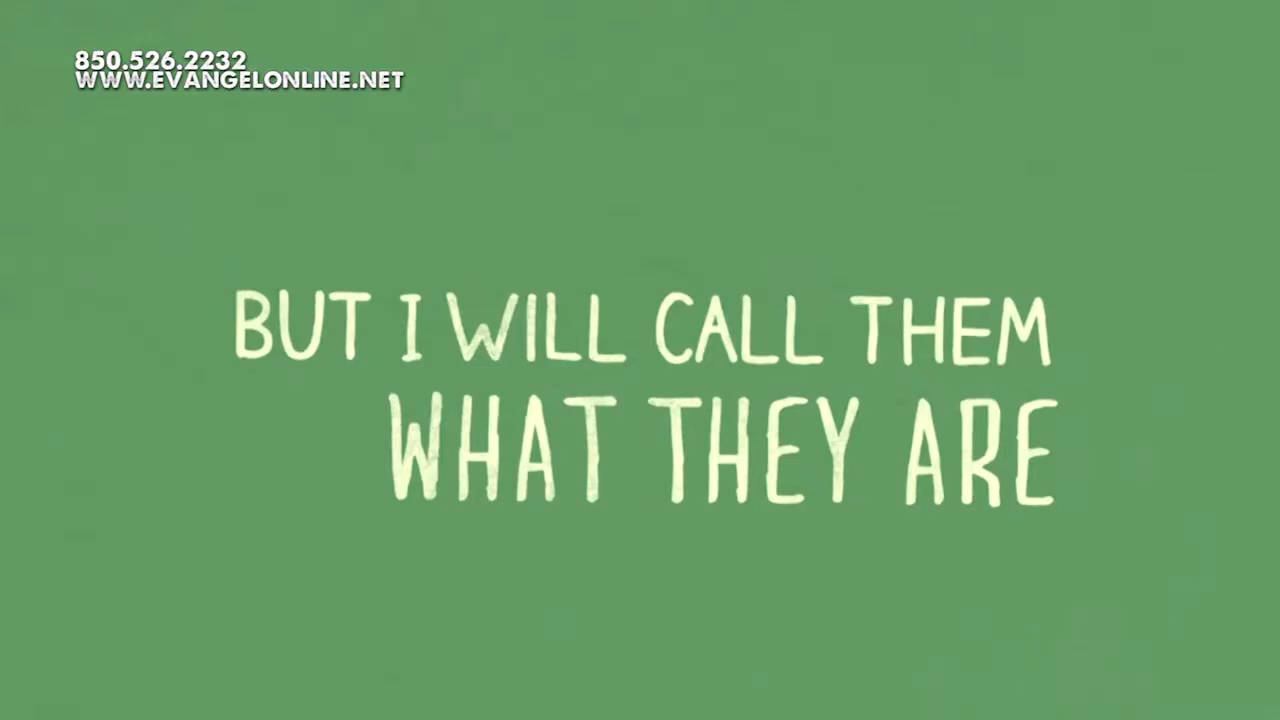 850.526.2232
WWW.EVANGELONLINE.NET
BUT I WILL CALL THEM
WHAT THEY ARE